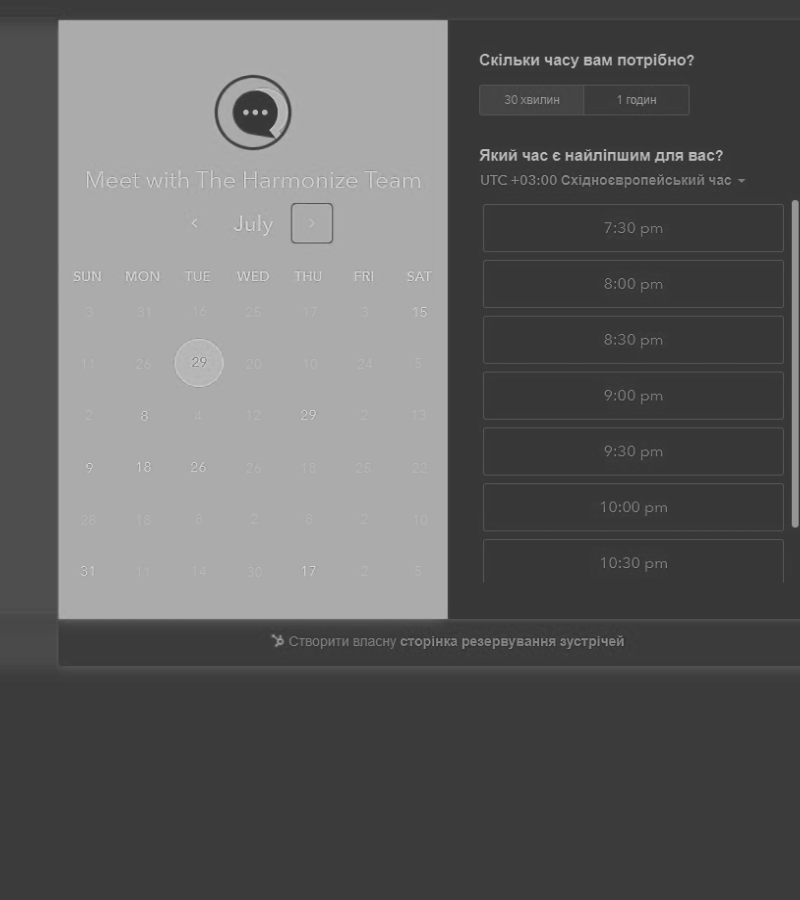 Meet with The Harmonize Team
July
SUN MON TUE WED THU FRI SAT
3 31 16 25 17 3 15
11 26 29 20 10 24 5
2 8 4 12 29 2 13
9 18 26 26 18 25 22
28 18 8 2 8 2 10
31 11 14 30 17 2 5
Скільки часу вам потрібно?
30 хвилин 1 годин
Який час є найліпшим для вас?
UTC +03:00 Східноєвропейський час
7:30 pm
8:00 pm
8:30 pm
9:00 pm
9:30 pm
10:00 pm
10:30 pm
Створити власну сторінка резервування зустрічей